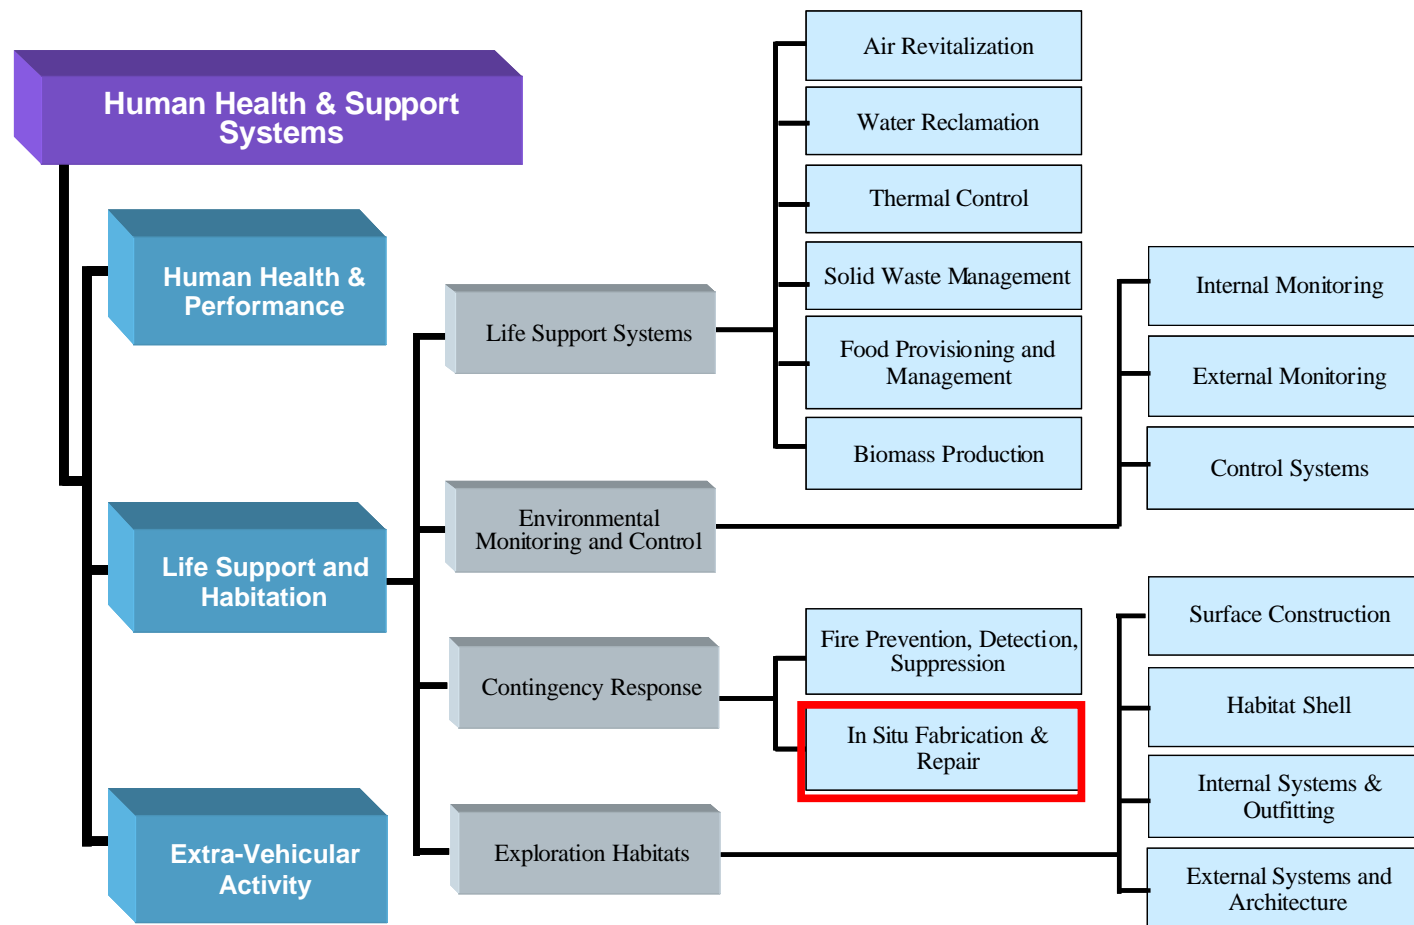 Human Health & Support
Systems
Human Health &
Performance
Life Support and
Habitation
Extra-Vehicular
Activity
Life Support Systems
Environmental
Monitoring and Control
Contingency Response
Exploration Habitats
Air Revitalization
Water Reclamation
Thermal Control
Solid Waste Management
Food Provisioning and
Management
Biomass Production
Fire Prevention, Detection,
Suppression
In Situ Fabrication &
Repair
Internal Monitoring
External Monitoring
Control Systems
Surface Construction
Habitat Shell
Internal Systems &
Outfitting
External Systems and
Architecture